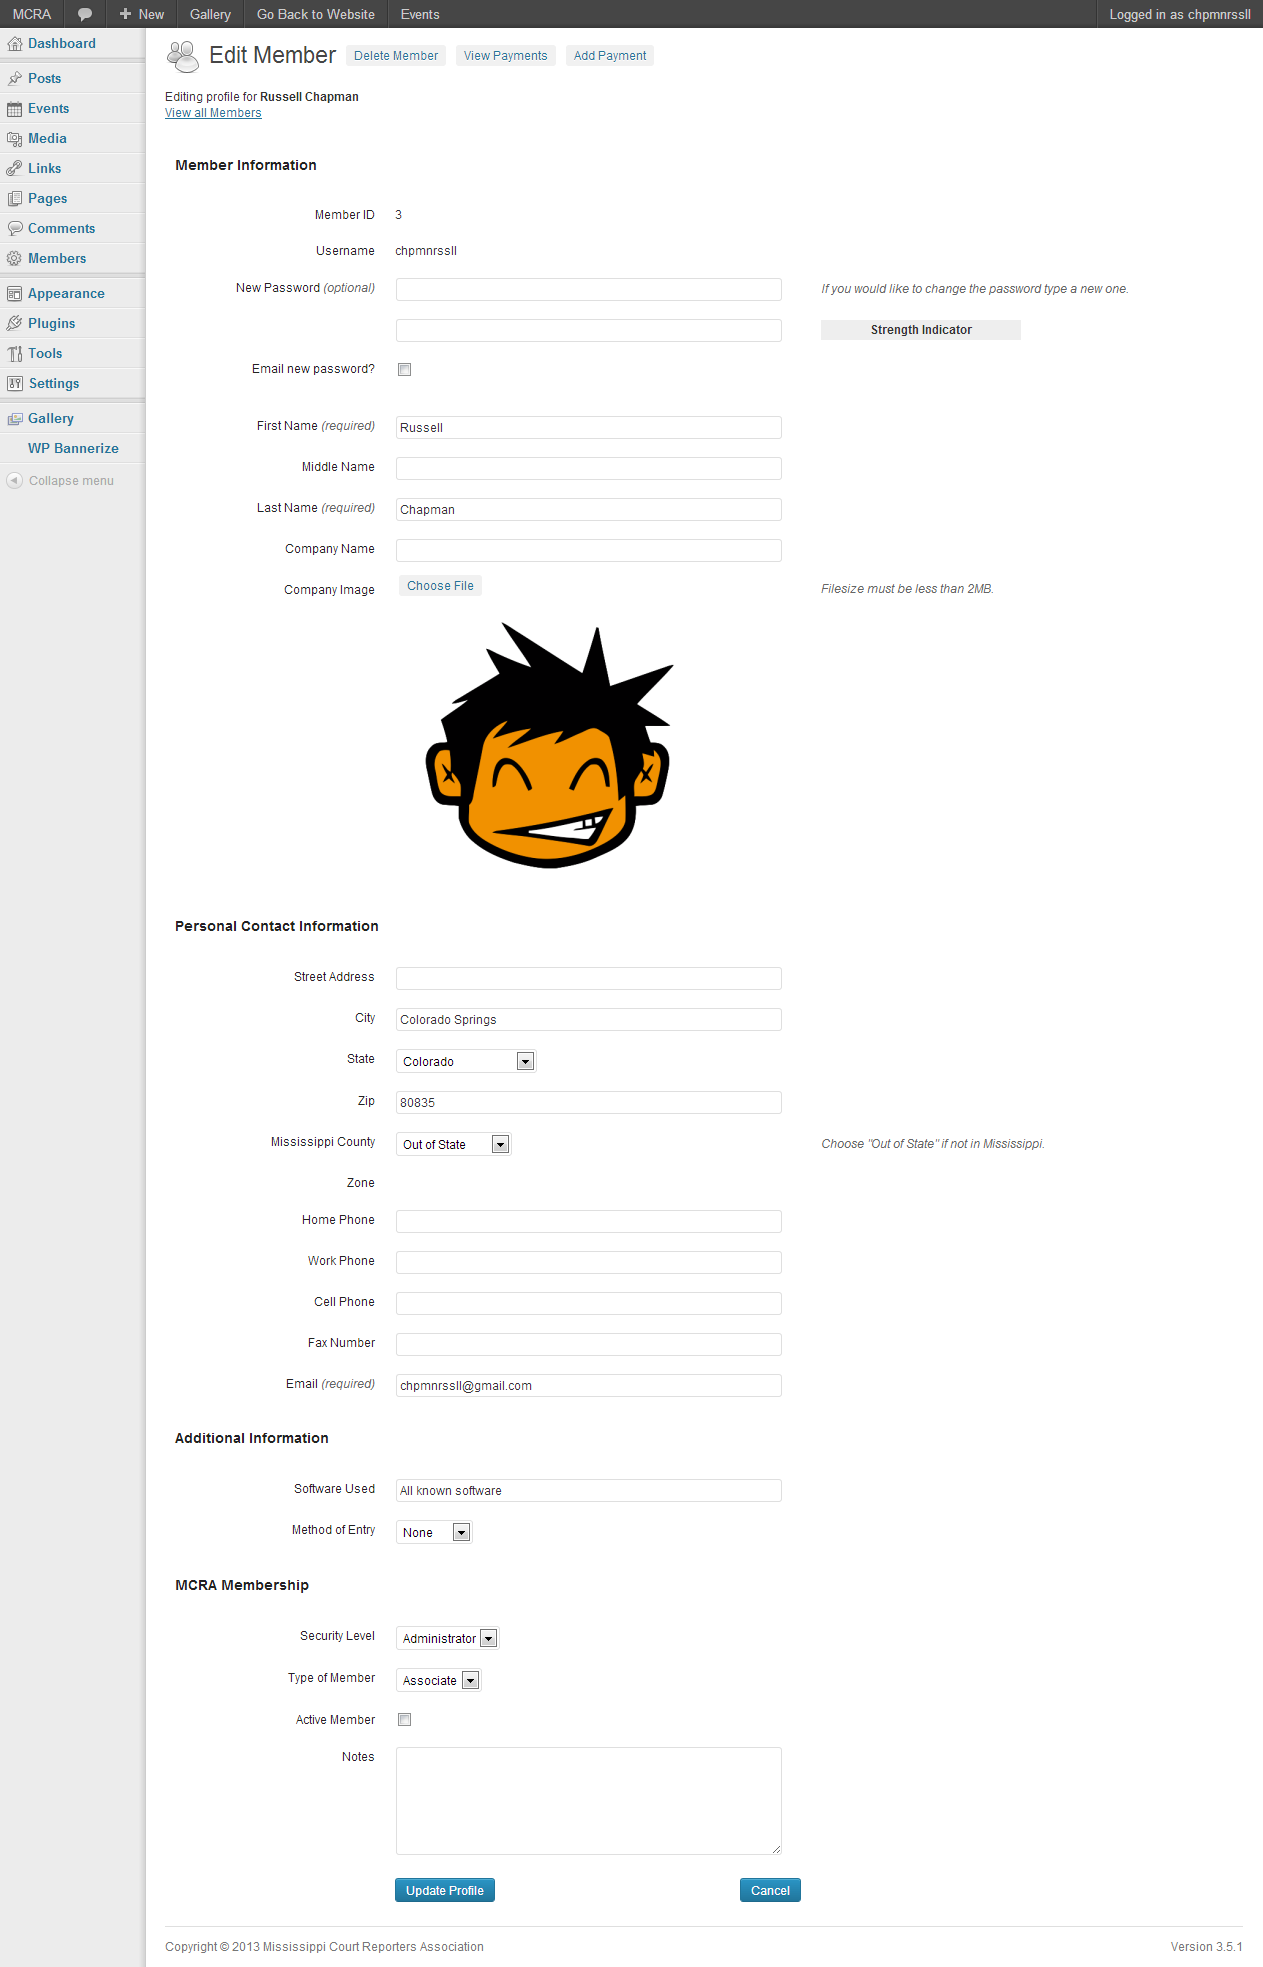 MCRA
New
Gallery
Go Back to Website
Events
Logged in as chpmnrssll
Dashboard
Posts
Events
Media
Links
Pages
Comments
Members
Appearance
Plugins
Tools
Settings
Gallery
WP Bannerize
Collapse menu
Edit Member Delete Member View Payments Add Payment
Editing profile for Russell Chapman
View all Members
Member Information
Member ID 3
Username chpmnrssll
New Password (optional) If you would like to change the password type a new one.
Strength Indicator
Email new password?
First Name (required) Russell
Middle Name
Last Name (required) Chapman
Company Name
Company Image Choose File Filesize must be less than 2MB.
Personal Contact Information
Street Address
City Colorado Springs
State Colorado
Zip 80835
Mississippi County Out of State Choose "Out of State" if not in Mississippi.
Zone
Home Phone
Work Phone
Cell Phone
Fax Number
Email (required) chpmnrssll@gmail.com
Additional Information
Software Used All known software
Method of Entry None
MCRA Membership
Security Level Administrator
Type of Member Associate
Active Member
Notes
Update Profile Cancel
Copyright © 2013 Mississippi Court Reporters Association Version 3.5.1